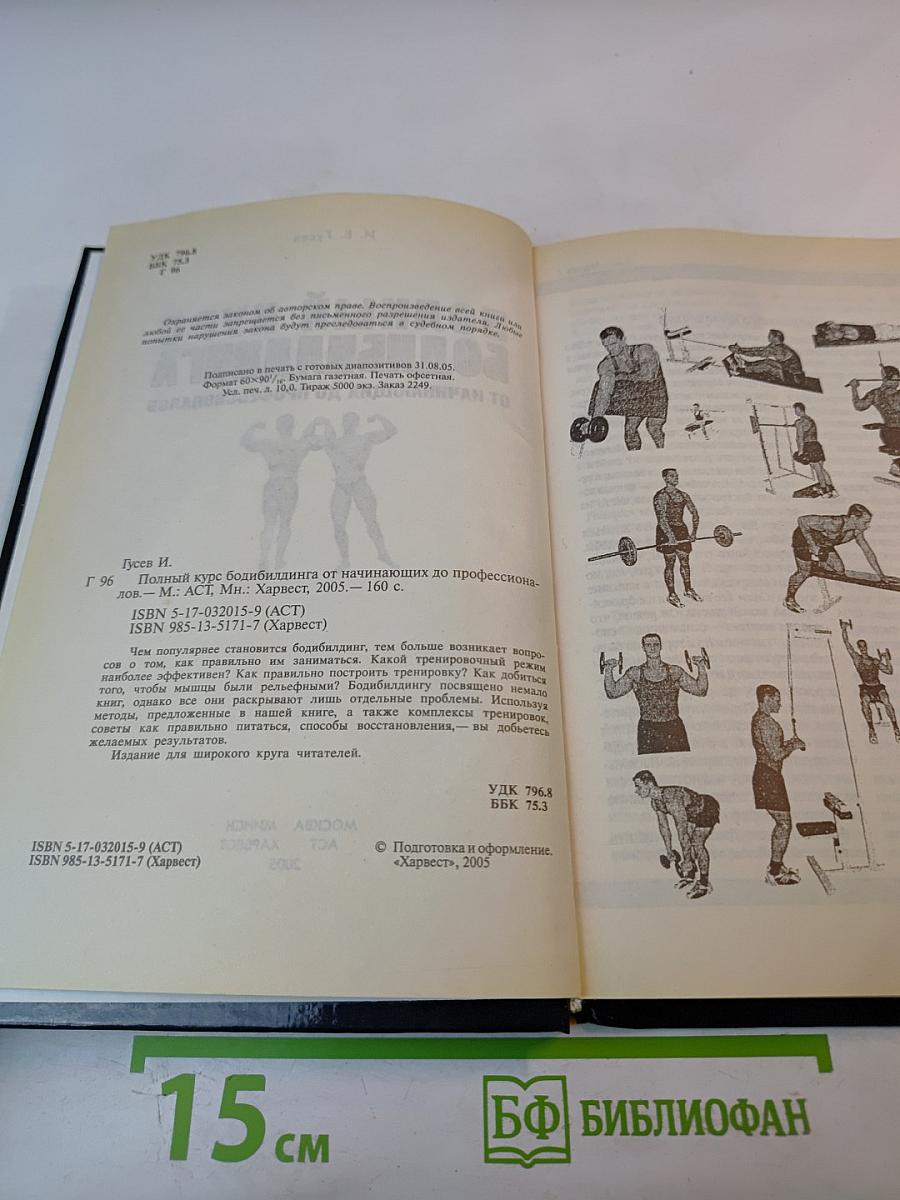 УДК 796.8
ББК 75.3
Г 96
Охраняется законом об авторском праве. Воспроизведение всей книги или
любой ее части запрещается без письменного разрешения издателя. Любые
попытки нарушения закона будут преследоваться в судебном порядке.
Подписано в печать с готовых диапозитивов 31.08.05.
Формат 60×90¹/₁₆. Бумага газетная. Печать офсетная.
Усл. печ. л. 10,0. Тираж 5000 экз. Заказ 2249.
Гусев И.
Г 96 Полный курс бодибилдинга от начинающих до профессиона-
лов.— М.: АСТ, Мн.: Харвест, 2005.— 160 с.
ISBN 5-17-032015-9 (АСТ)
ISBN 985-13-5171-7 (Харвест)
Чем популярнее становится бодибилдинг, тем больше возникает вопро-
сов о том, как правильно им заниматься. Какой тренировочный режим
наиболее эффективен? Как правильно построить тренировку? Как добиться
того, чтобы мышцы были рельефными? Бодибилдингу посвящено немало
книг, однако все они раскрывают лишь отдельные проблемы. Используя
методы, предложенные в нашей книге, а также комплексы тренировок,
советы как правильно питаться, способы восстановления,— вы добьетесь
желаемых результатов.
Издание для широкого круга читателей.
УДК 796.8
ББК 75.3
ISBN 5-17-032015-9 (АСТ)
ISBN 985-13-5171-7 (Харвест)
© Подготовка и оформление.
«Харвест», 2005
15 см
БФ БИБЛИОФАН